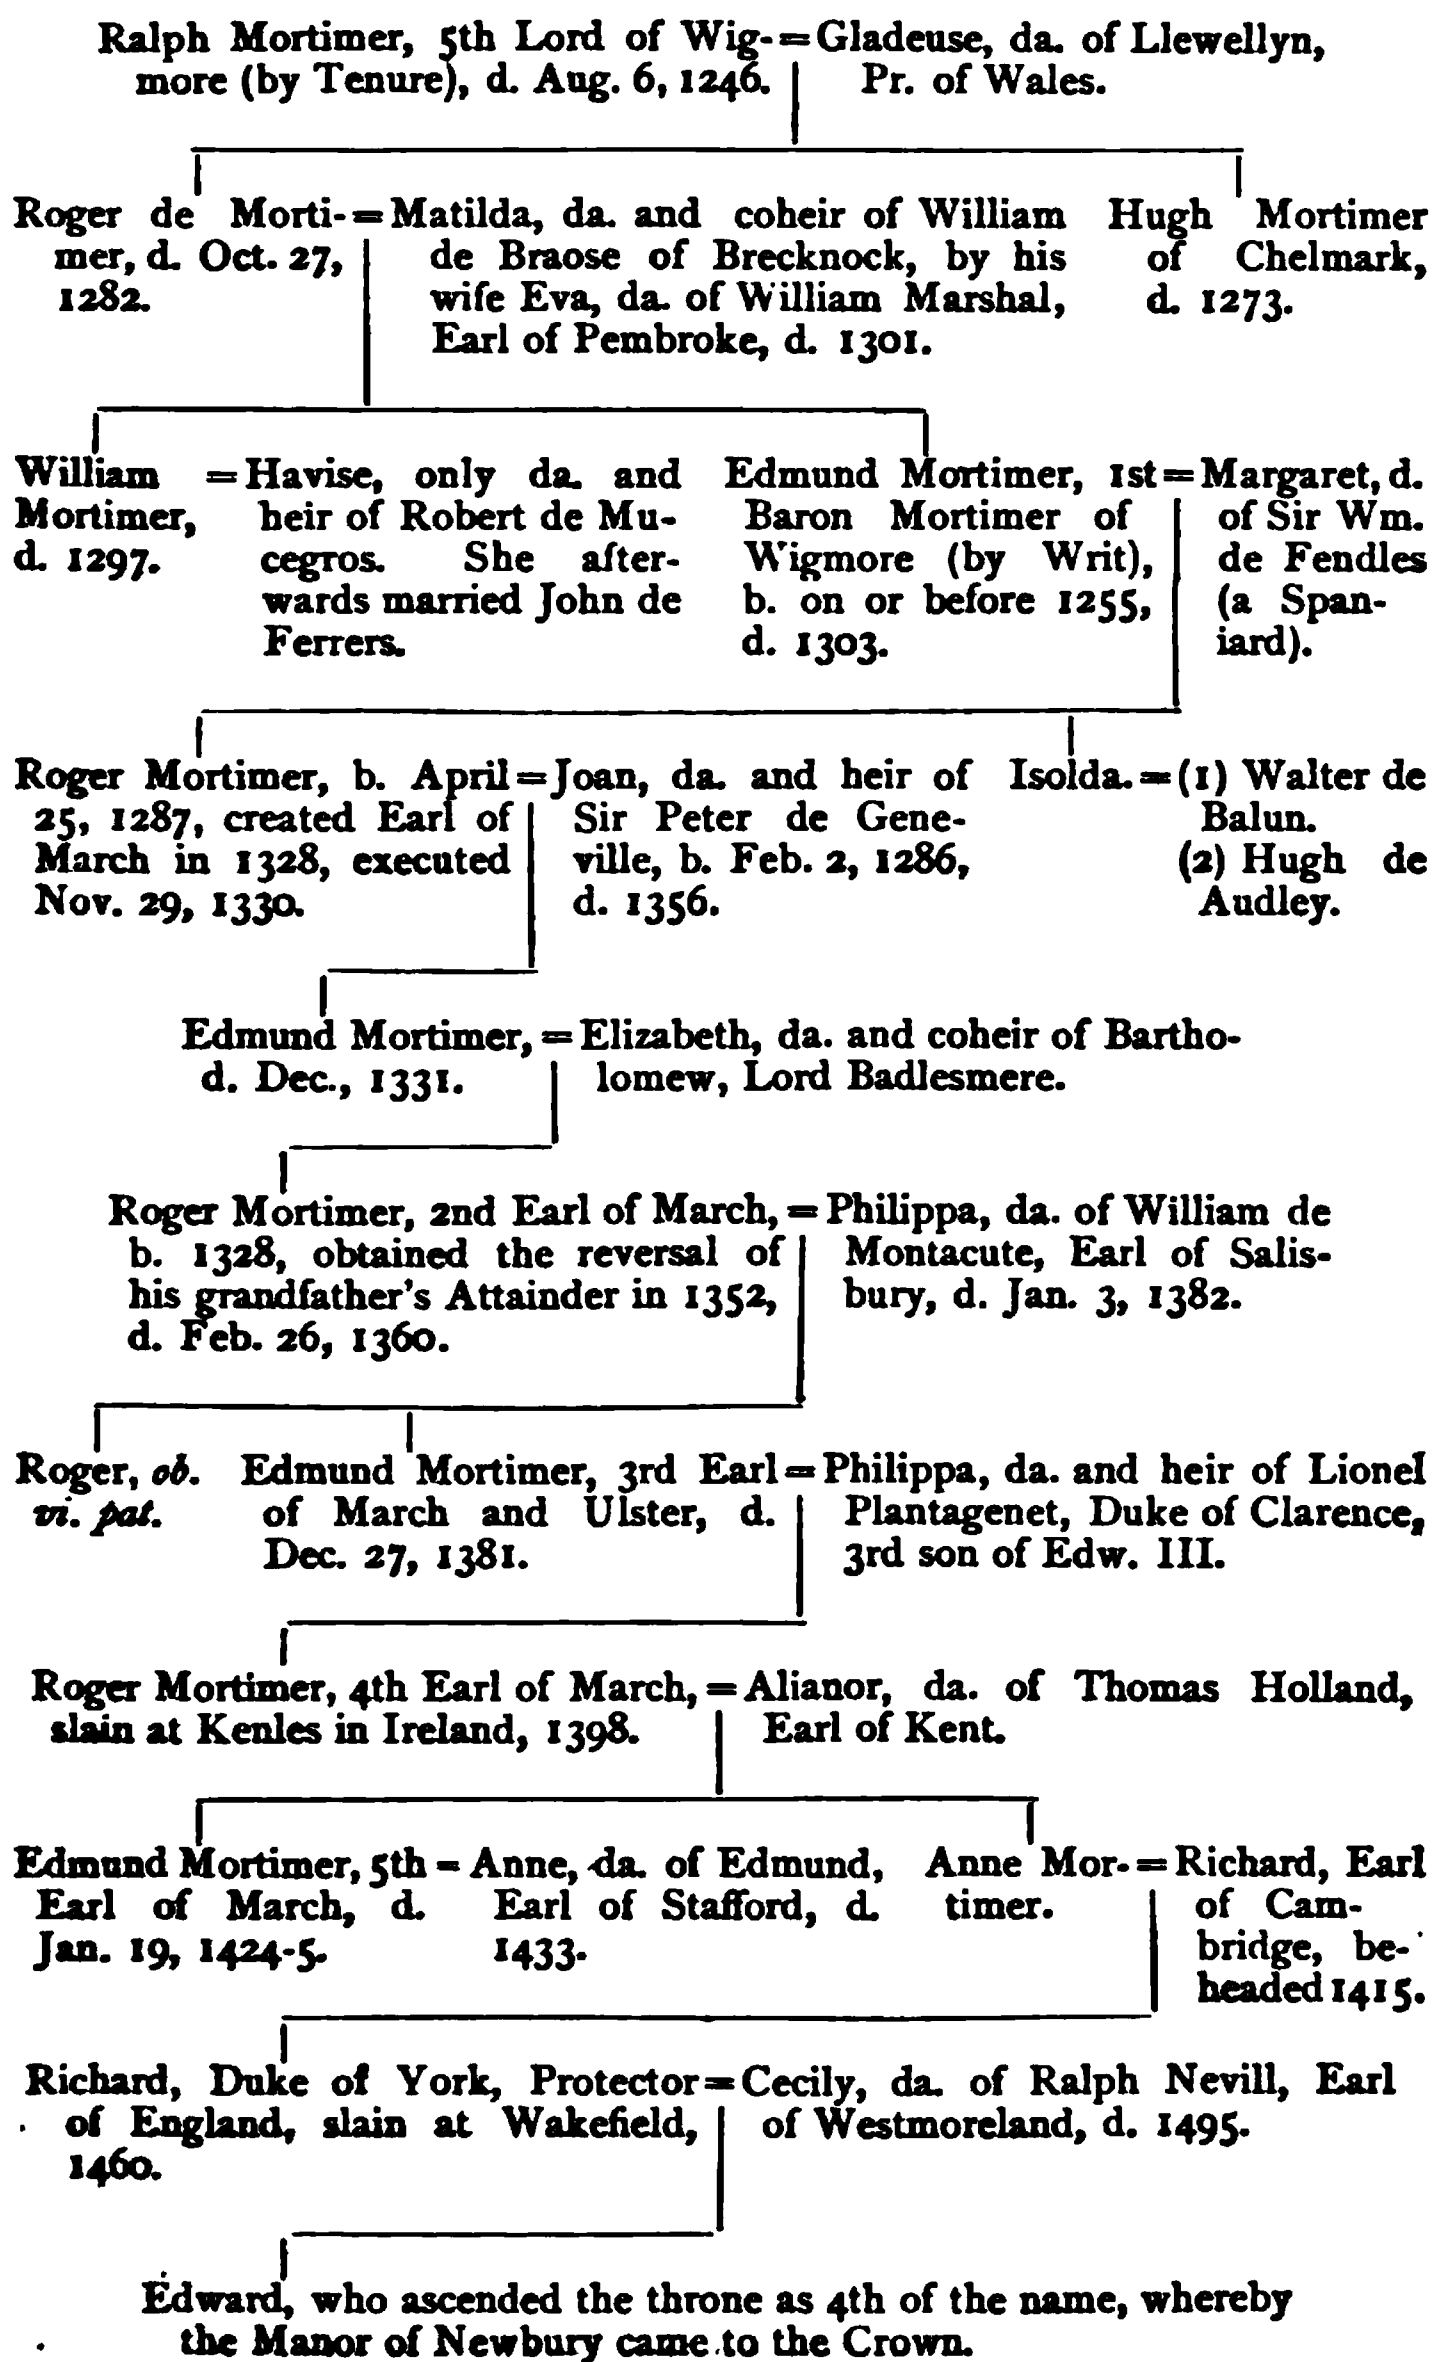 Ralph Mortimer, 5th Lord of Wig-=Gladeuse, da. of Llewellyn,
more (by Tenure), d. Aug. 6, 1246. Pr. of Wales.
Roger de Morti-=Matilda, da. and coheir of William
mer, d. Oct. 27, de Braose of Brecknock, by his
1282. wife Eva, da. of William Marshal,
Earl of Pembroke, d. 1301.
Hugh Mortimer
of Chelmark,
d. 1273.
William
Mortimer,
d. 1297.
=Havise, only da. and
heir of Robert de Mu-
cegros. She after-
wards married John de
Ferrers.
Edmund Mortimer, 1st
Baron Mortimer of
Wigmore (by Writ),
b. on or before 1255,
d. 1303.
=Margaret, d.
of Sir Wm.
de Fendles
(a Span-
iard).
Roger Mortimer, b. April
25, 1287, created Earl of
March in 1328, executed
Nov. 29, 1330.
=Joan, da. and heir of
Sir Peter de Gene-
ville, b. Feb. 2, 1286,
d. 1356.
Isolda.=(1) Walter de
Balun.
(2) Hugh de
Audley.
Edmund Mortimer,=Elizabeth, da. and coheir of Bartho-
d. Dec., 1331. lomew, Lord Badlesmere.
Roger Mortimer, 2nd Earl of March,
b. 1328, obtained the reversal of
his grandfather's Attainder in 1352,
d. Feb. 26, 1360.
=Philippa, da. of William de
Montacute, Earl of Salis-
bury, d. Jan. 3, 1382.
Roger, ob.
vi. pat.
Edmund Mortimer, 3rd Earl
of March and Ulster, d.
Dec. 27, 1381.
=Philippa, da. and heir of Lionel
Plantagenet, Duke of Clarence,
3rd son of Edw. III.
Roger Mortimer, 4th Earl of March,=Alianor, da. of Thomas Holland,
slain at Kenles in Ireland, 1398. Earl of Kent.
Edmund Mortimer, 5th
Earl of March, d.
Jan. 19, 1424-5.
=Anne, da. of Edmund,
Earl of Stafford, d.
1433.
Anne Mor-
timer.
=Richard, Earl
of Cam-
bridge, be-
headed 1415.
Richard, Duke of York, Protector
of England, slain at Wakefield,
1460.
=Cecily, da. of Ralph Nevill, Earl
of Westmoreland, d. 1495.
Edward, who ascended the throne as 4th of the name, whereby
the Manor of Newbury came to the Crown.